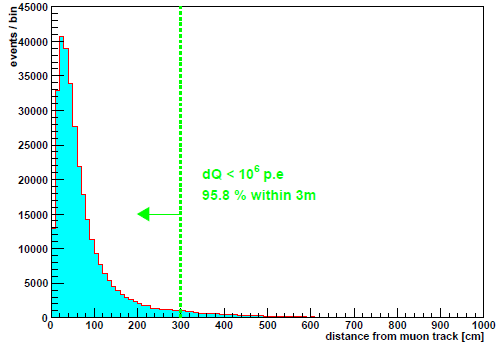 events / bin
45000
40000
35000
30000
25000
20000
15000
10000
5000
0
dQ < 10⁶ p.e
95.8 % within 3m
0 100 200 300 400 500 600 700 800 900 1000
distance from muon track [cm]